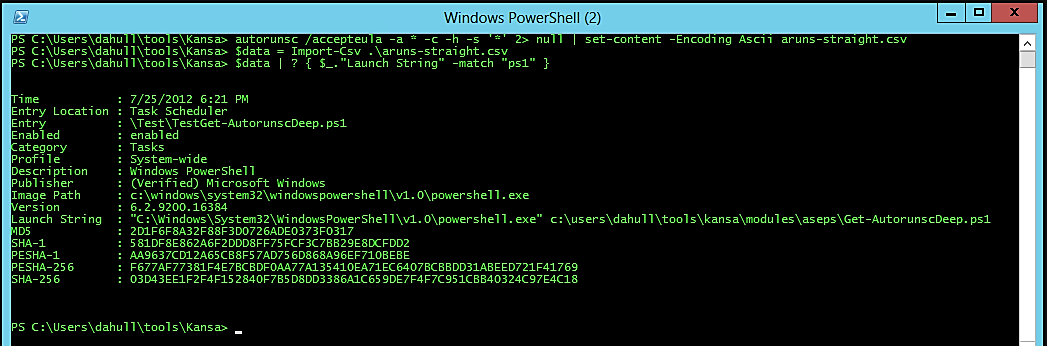 Windows PowerShell (2)
PS C:\Users\dahull\tools\Kansa> autorunsc /accepteula -a * -c -h -s '*' 2> null | set-content -Encoding Ascii aruns-straight.csv
PS C:\Users\dahull\tools\Kansa> $data = Import-Csv .\aruns-straight.csv
PS C:\Users\dahull\tools\Kansa> $data | ? { $_."Launch String" -match "ps1" }
Time : 7/25/2012 6:21 PM
Entry Location : Task Scheduler
Entry : \Test\TestGet-AutorunscDeep.ps1
Enabled : enabled
Category : Tasks
Profile : System-wide
Description : Windows PowerShell
Publisher : (Verified) Microsoft Windows
Image Path : c:\windows\system32\windowspowershell\v1.0\powershell.exe
Version : 6.2.9200.16384
Launch String : "C:\Windows\System32\WindowsPowerShell\v1.0\powershell.exe" c:\users\dahull\tools\kansa\modules\aseps\Get-AutorunscDeep.ps1
MD5 : 2D1F6F8A32F88F3D0726ADE0373F0317
SHA-1 : 581DF8E862A6F2DDD8FF75FCF3C7BB29E8DCFDD2
PESHA-1 : AA9637CD12A65CB8F57AD756D868A96EF710BEBE
PESHA-256 : F677AF77381F4E7BCBDF0AA77A135410EA71EC6407BCBBDD31ABEED721F41769
SHA-256 : 03D43EE1F2F4F152840F7B5D8DD3386A1C659DE7F4F7C951CBB40324C97E4C18
PS C:\Users\dahull\tools\Kansa> _